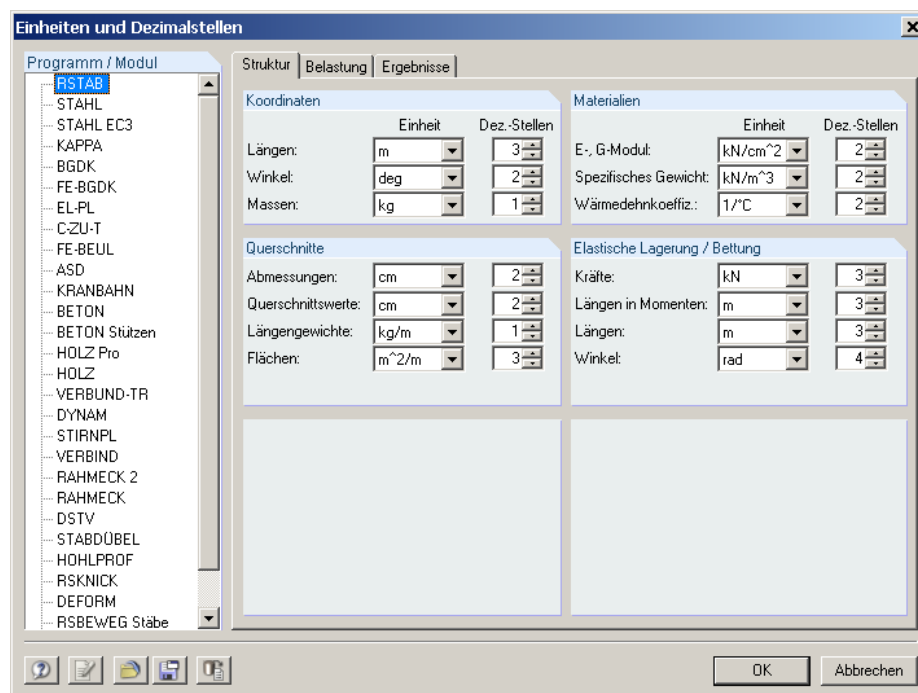 Einheiten und Dezimalstellen
Programm / Modul
RSTAB
STAHL
STAHL EC3
KAPPA
BGDK
FE-BGDK
EL-PL
C-ZU-T
FE-BEUL
ASD
KRANBAHN
BETON
BETON Stützen
HOLZ Pro
HOLZ
VERBUND-TR
DYNAM
STIRNPL
VERBIND
RAHMECK 2
RAHMECK
DSTV
STABDÜBEL
HOHLPROF
RSKNICK
DEFORM
RSBEWEG Stäbe
Struktur Belastung Ergebnisse
Koordinaten
Einheit Dez.-Stellen
Längen: m 3
Winkel: deg 2
Massen: kg 1
Materialien
Einheit Dez.-Stellen
E-, G-Modul: kN/cm^2 2
Spezifisches Gewicht: kN/m^3 2
Wärmedehnkoeffiz.: 1/°C 2
Querschnitte
Abmessungen: cm 2
Querschnittswerte: cm 2
Längengewichte: kg/m 1
Flächen: m^2/m 3
Elastische Lagerung / Bettung
Kräfte: kN 3
Längen in Momenten: m 3
Längen: m 3
Winkel: rad 4
OK Abbrechen